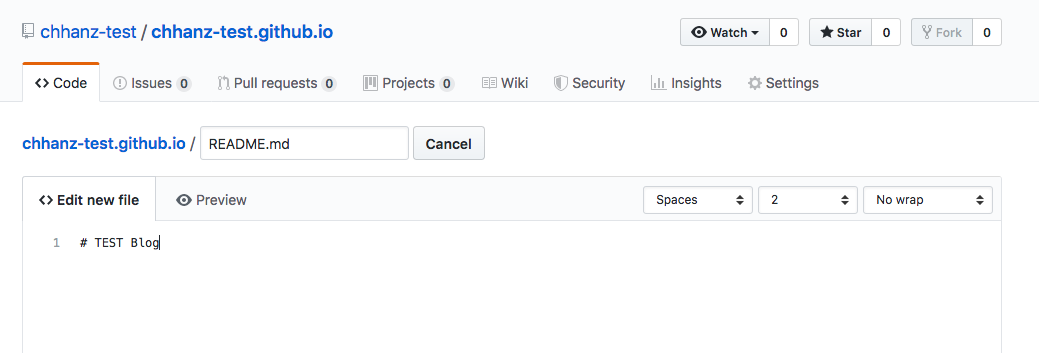 chhanz-test / chhanz-test.github.io
Watch 0 Star 0 Fork 0
Code Issues 0 Pull requests 0 Projects 0 Wiki Security Insights Settings
chhanz-test.github.io / README.md Cancel
<> Edit new file Preview Spaces 2 No wrap
1 # TEST Blog